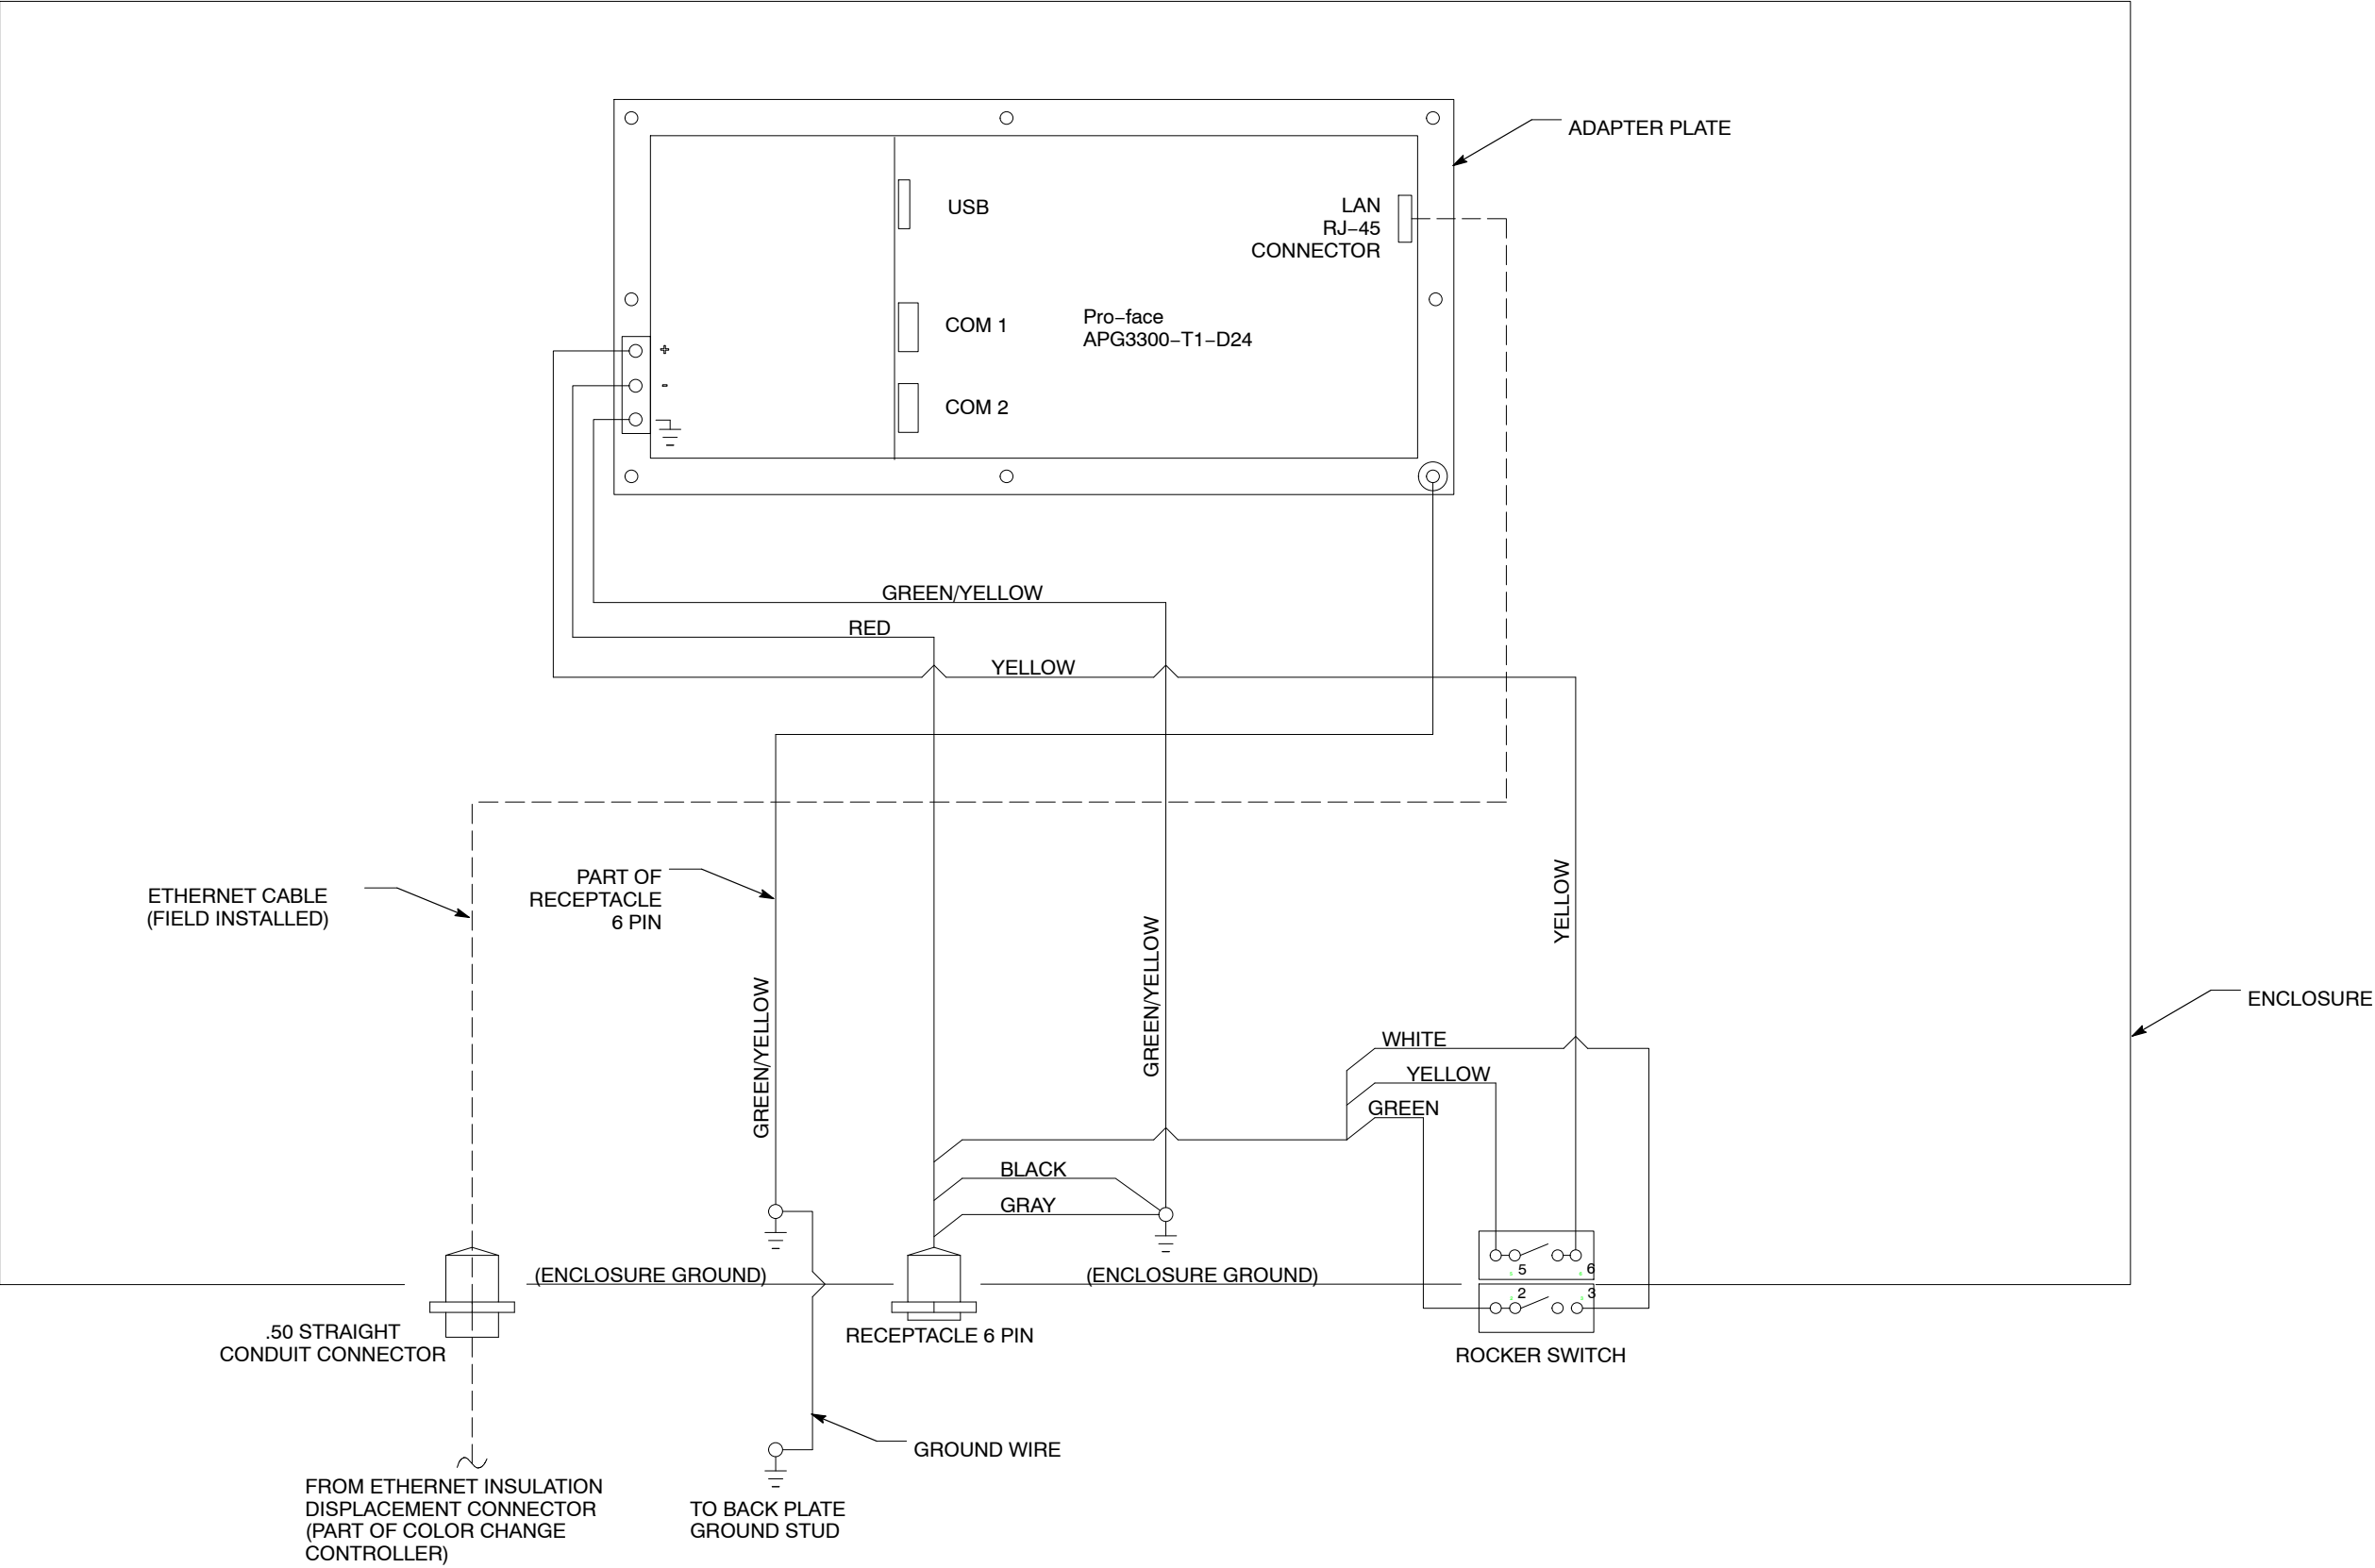 ADAPTER PLATE
USB
LAN
RJ–45
CONNECTOR
Pro–face
APG3300–T1–D24
COM 1
+
-
COM 2
GREEN/YELLOW
RED
YELLOW
ETHERNET CABLE
(FIELD INSTALLED)
PART OF
RECEPTACLE
6 PIN
YELLOW
GREEN/YELLOW
GREEN/YELLOW
ENCLOSURE
WHITE
YELLOW
GREEN
BLACK
GRAY
(ENCLOSURE GROUND)
(ENCLOSURE GROUND)
5 6
2 3
.50 STRAIGHT
CONDUIT CONNECTOR
RECEPTACLE 6 PIN
ROCKER SWITCH
GROUND WIRE
FROM ETHERNET INSULATION
DISPLACEMENT CONNECTOR
(PART OF COLOR CHANGE
CONTROLLER)
TO BACK PLATE
GROUND STUD